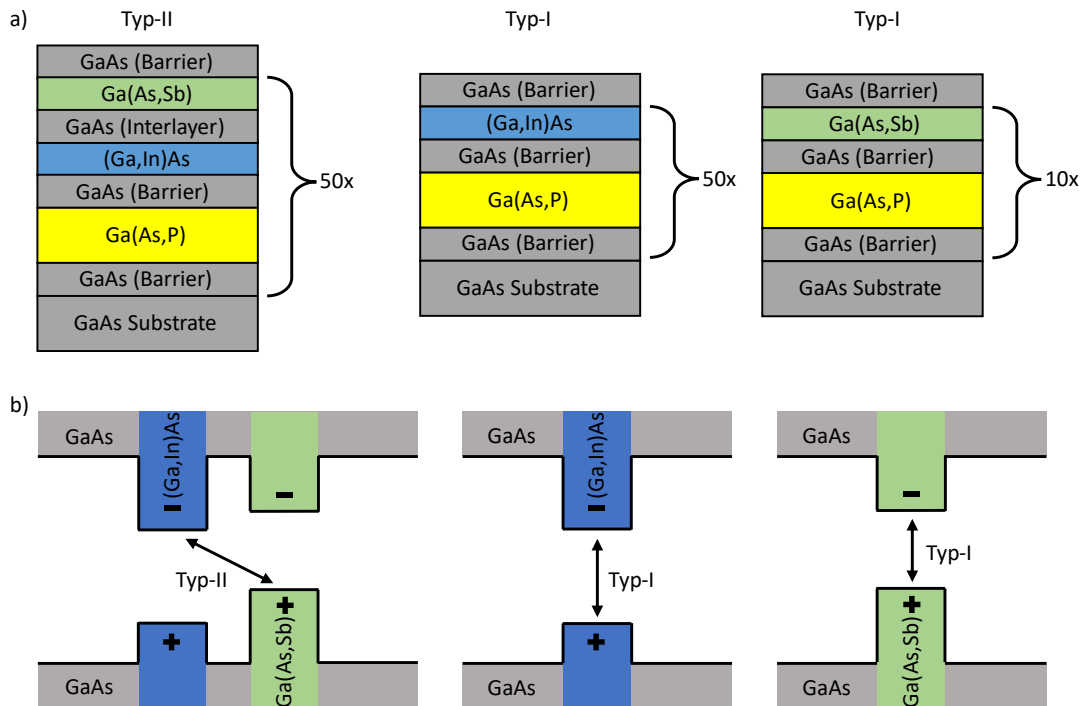 a)
Typ-II
GaAs (Barrier)
Ga(As,Sb)
GaAs (Interlayer)
(Ga,In)As
GaAs (Barrier)
Ga(As,P)
GaAs (Barrier)
GaAs Substrate
50x
Typ-I
GaAs (Barrier)
(Ga,In)As
GaAs (Barrier)
Ga(As,P)
GaAs (Barrier)
GaAs Substrate
50x
Typ-I
GaAs (Barrier)
Ga(As,Sb)
GaAs (Barrier)
Ga(As,P)
GaAs (Barrier)
GaAs Substrate
10x
b)
GaAs
(Ga,In)As
-
-
Typ-II
+
+
Ga(As,Sb)
GaAs
GaAs
(Ga,In)As
-
Typ-I
+
GaAs
GaAs
-
Typ-I
+
Ga(As,Sb)
GaAs